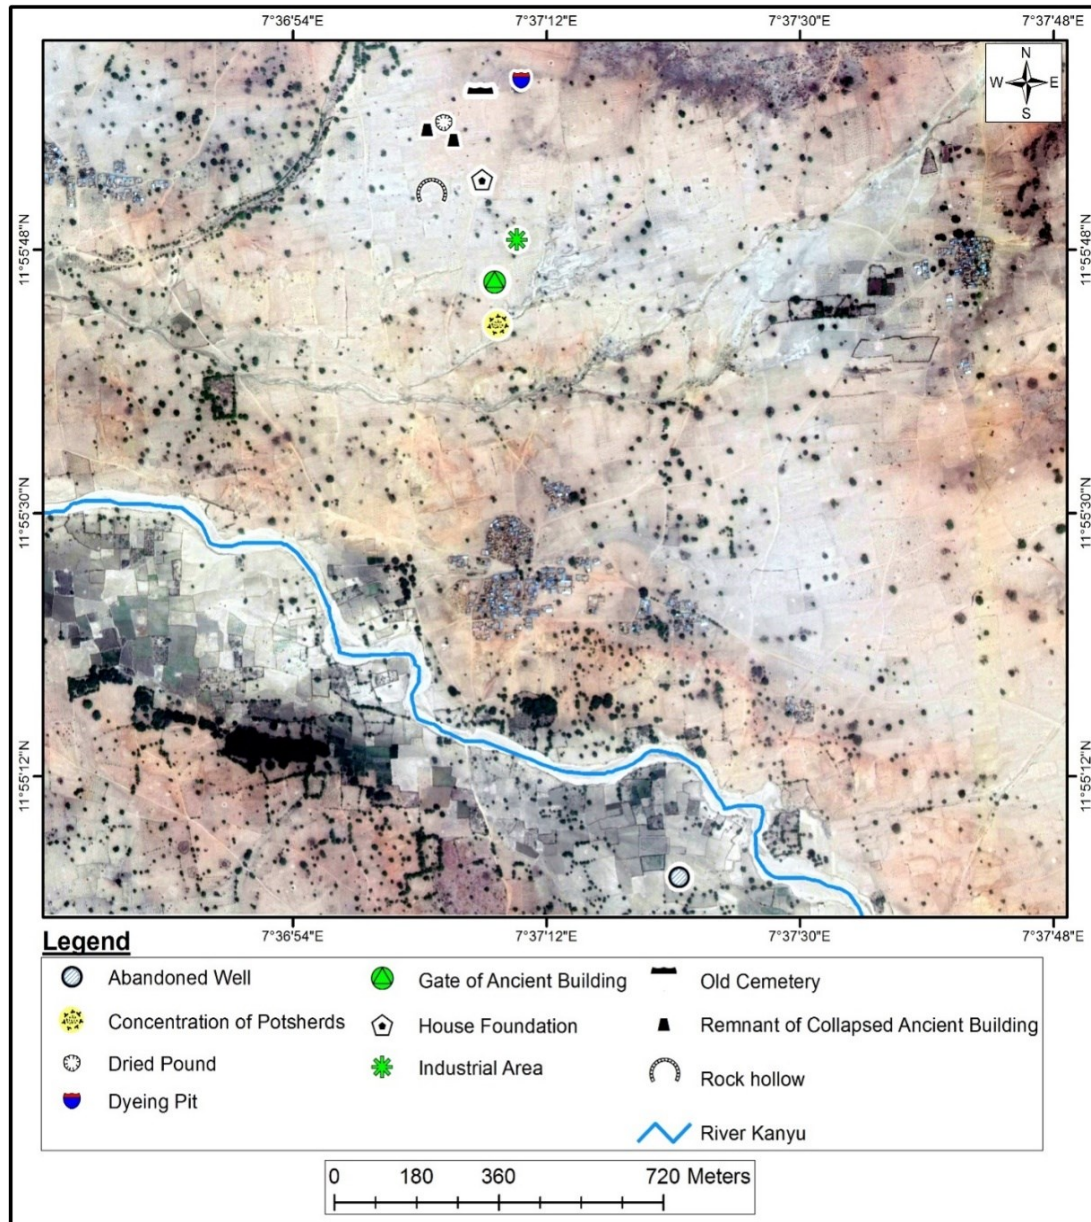 7°36'54"E 7°37'12"E 7°37'30"E 7°37'48"E
N
W E
S
11°55'48"N 11°55'48"N
11°55'30"N 11°55'30"N
11°55'12"N 11°55'12"N
7°36'54"E 7°37'12"E 7°37'30"E 7°37'48"E
Legend
Abandoned Well
Concentration of Potsherds
Dried Pound
Dyeing Pit
Gate of Ancient Building
House Foundation
Industrial Area
Old Cemetery
Remnant of Collapsed Ancient Building
Rock hollow
River Kanyu
0 180 360 720 Meters